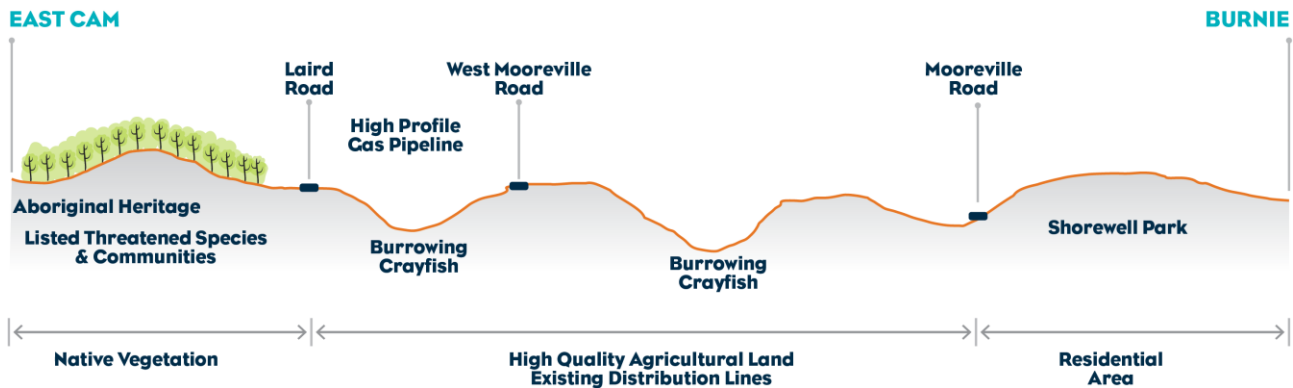 EAST CAM
BURNIE
Laird
Road
West Mooreville
Road
Mooreville
Road
High Profile
Gas Pipeline
Aboriginal Heritage
Listed Threatened Species
& Communities
Burrowing
Crayfish
Burrowing
Crayfish
Shorewell Park
Native Vegetation
High Quality Agricultural Land
Existing Distribution Lines
Residential
Area